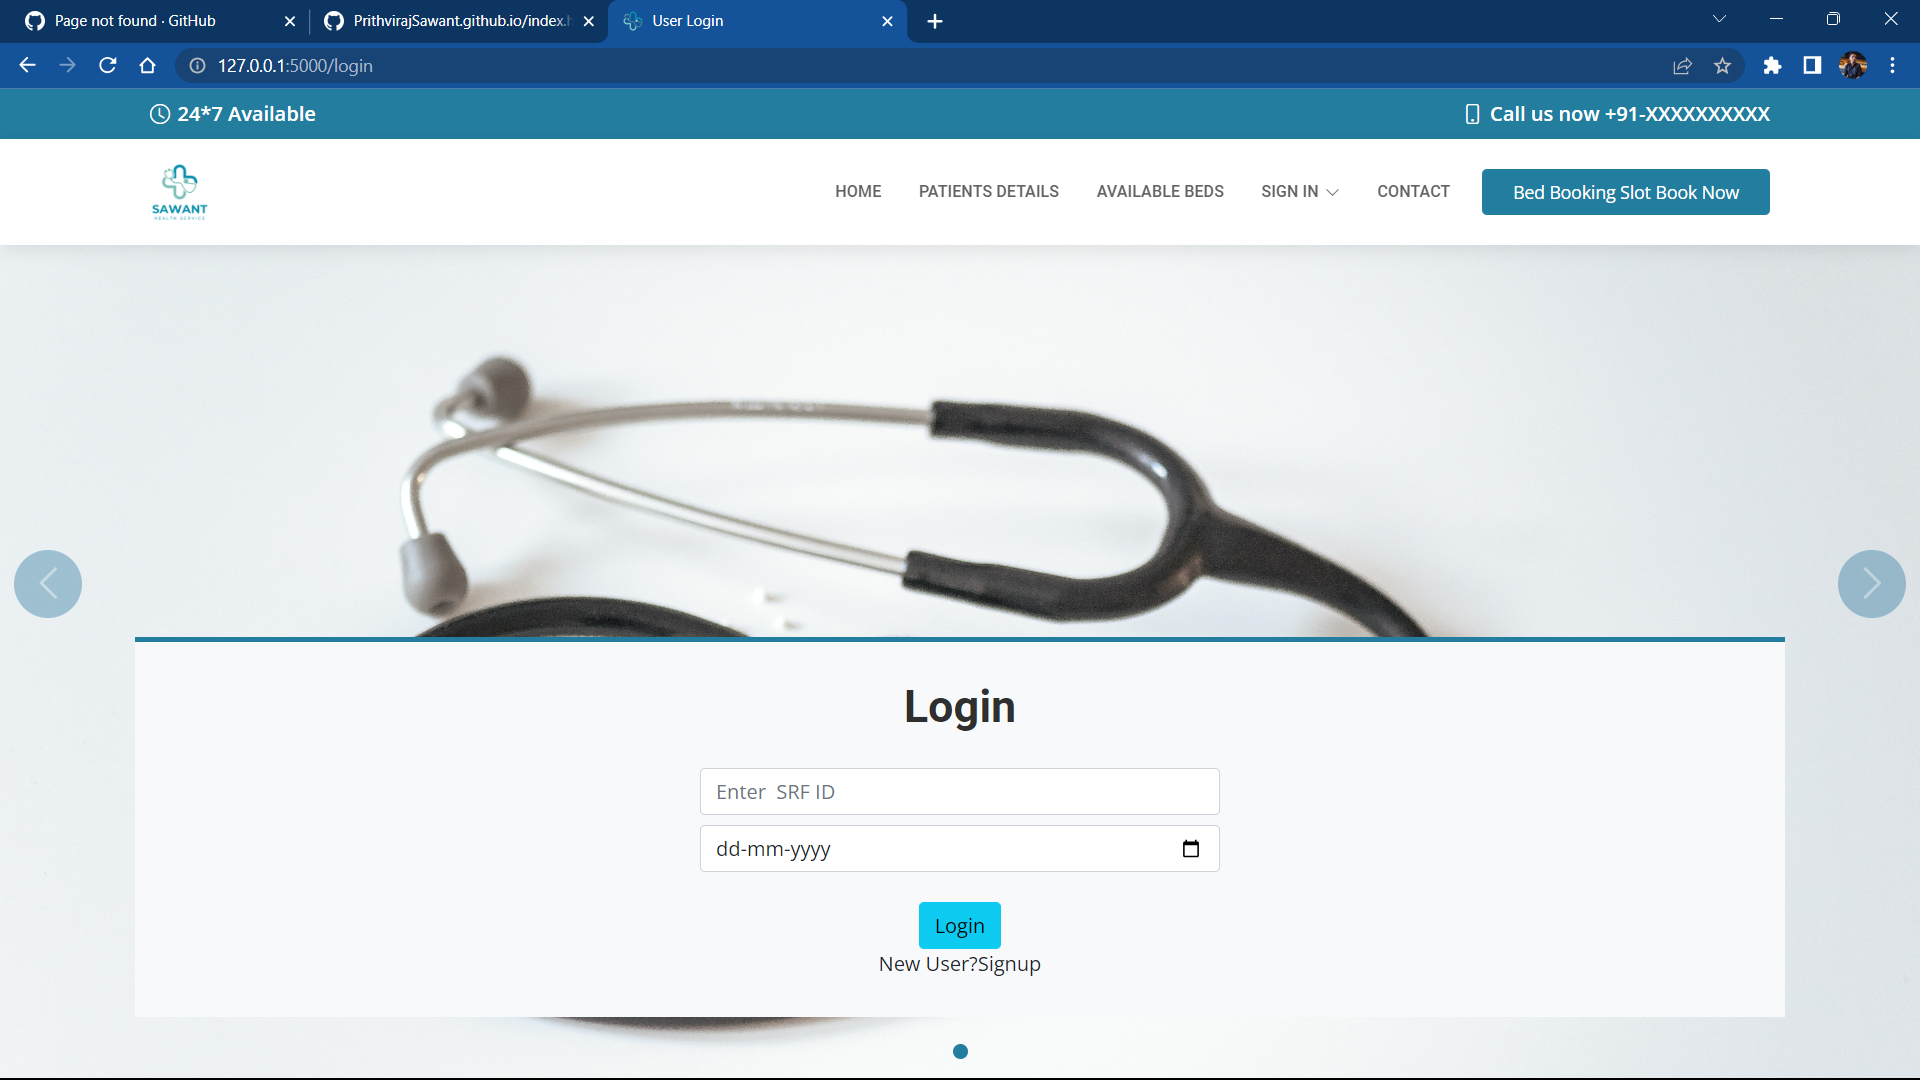 Page not found · GitHub
PrithvirajSawant.github.io/index.h
User Login
127.0.0.1:5000/login
24*7 Available
Call us now +91-XXXXXXXXXX
SAWANT
HEALTH SERVICE
HOME
PATIENTS DETAILS
AVAILABLE BEDS
SIGN IN
CONTACT
Bed Booking Slot Book Now
Login
Enter  SRF ID
dd-mm-yyyy
Login
New User?Signup